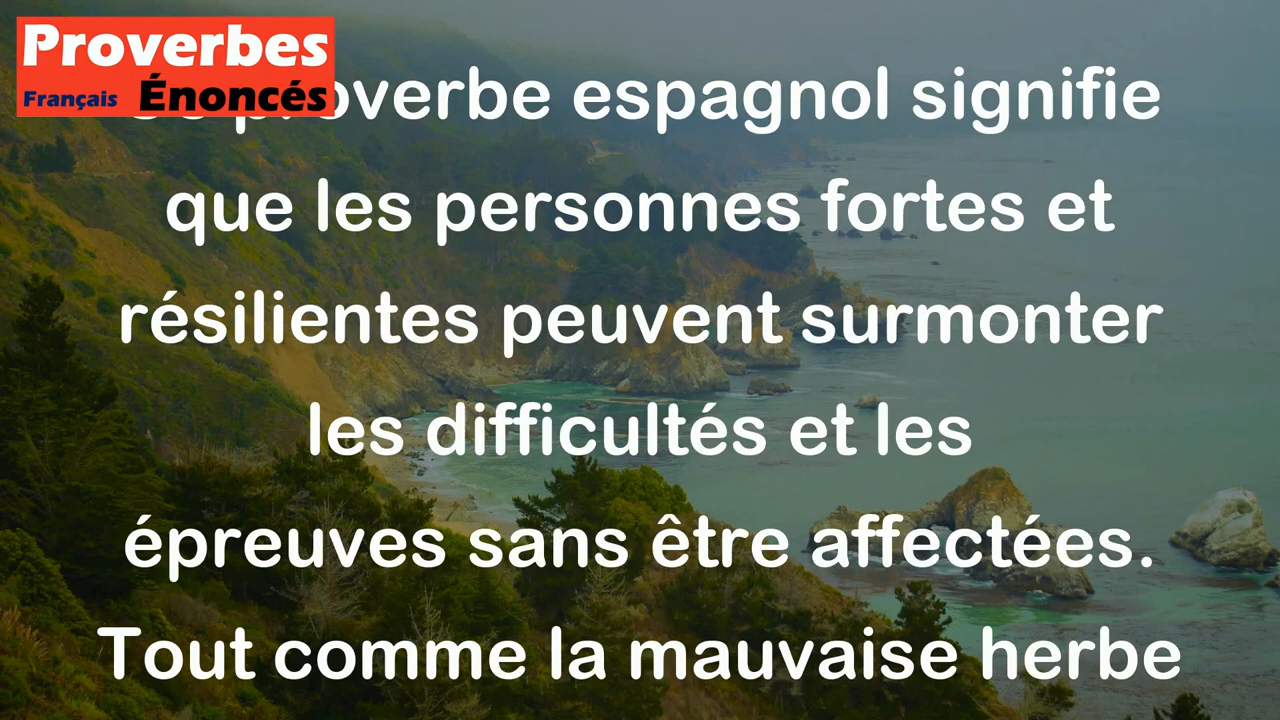 Proverbes
Français Énoncés
proverbe espagnol signifie
que les personnes fortes et
résilientes peuvent surmonter
les difficultés et les
épreuves sans être affectées.
Tout comme la mauvaise herbe